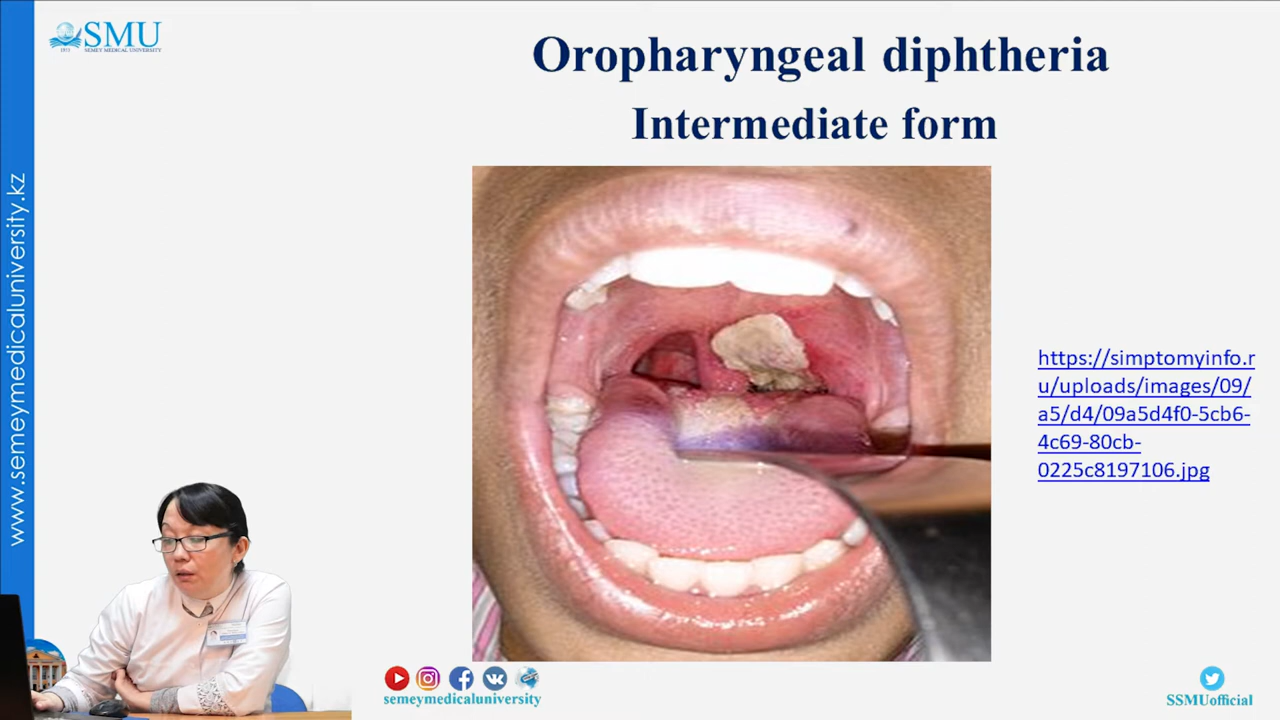 SMU
1953
SEMEY MEDICAL UNIVERSITY
Oropharyngeal diphtheria
Intermediate form
www.semeymedicaluniversity.kz
https://simptomyinfo.r
u/uploads/images/09/
a5/d4/09a5d4f0-5cb6-
4c69-80cb-
0225c8197106.jpg
semeymedicaluniversity
SSMUofficial